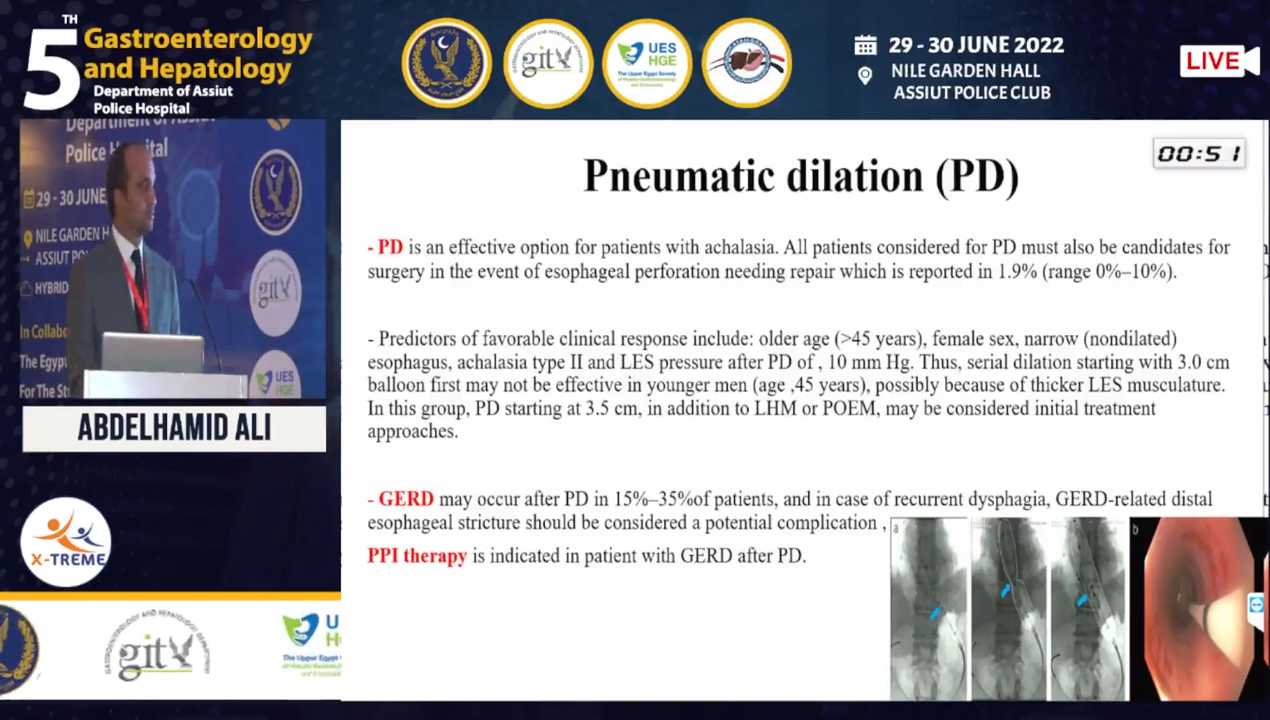 5TH
Gastroenterology
and Hepatology
Department of Assiut
Police Hospital
git
UES
HGE
The Upper Egypt Society
29 - 30 JUNE 2022
NILE GARDEN HALL
ASSIUT POLICE CLUB
LIVE
Department of Assiut
Police Hospital
29 - 30 JUNE
NILE GARDEN H
ASSIUT PO
HYBRID
In Collabo
The Egyp
For The St
git
UES
HGE
ABDELHAMID ALI
X-TREME
GASTROENTEROLOGY AND HEPATOLOGY DEPARTMENT
git
U
HG
The Upper Egypt
00:51
Pneumatic dilation (PD)
- PD is an effective option for patients with achalasia. All patients considered for PD must also be candidates for
surgery in the event of esophageal perforation needing repair which is reported in 1.9% (range 0%–10%).
- Predictors of favorable clinical response include: older age (>45 years), female sex, narrow (nondilated)
esophagus, achalasia type II and LES pressure after PD of , 10 mm Hg. Thus, serial dilation starting with 3.0 cm
balloon first may not be effective in younger men (age ,45 years), possibly because of thicker LES musculature.
In this group, PD starting at 3.5 cm, in addition to LHM or POEM, may be considered initial treatment
approaches.
- GERD may occur after PD in 15%–35%of patients, and in case of recurrent dysphagia, GERD-related distal
esophageal stricture should be considered a potential complication ,
PPI therapy is indicated in patient with GERD after PD.
a
b